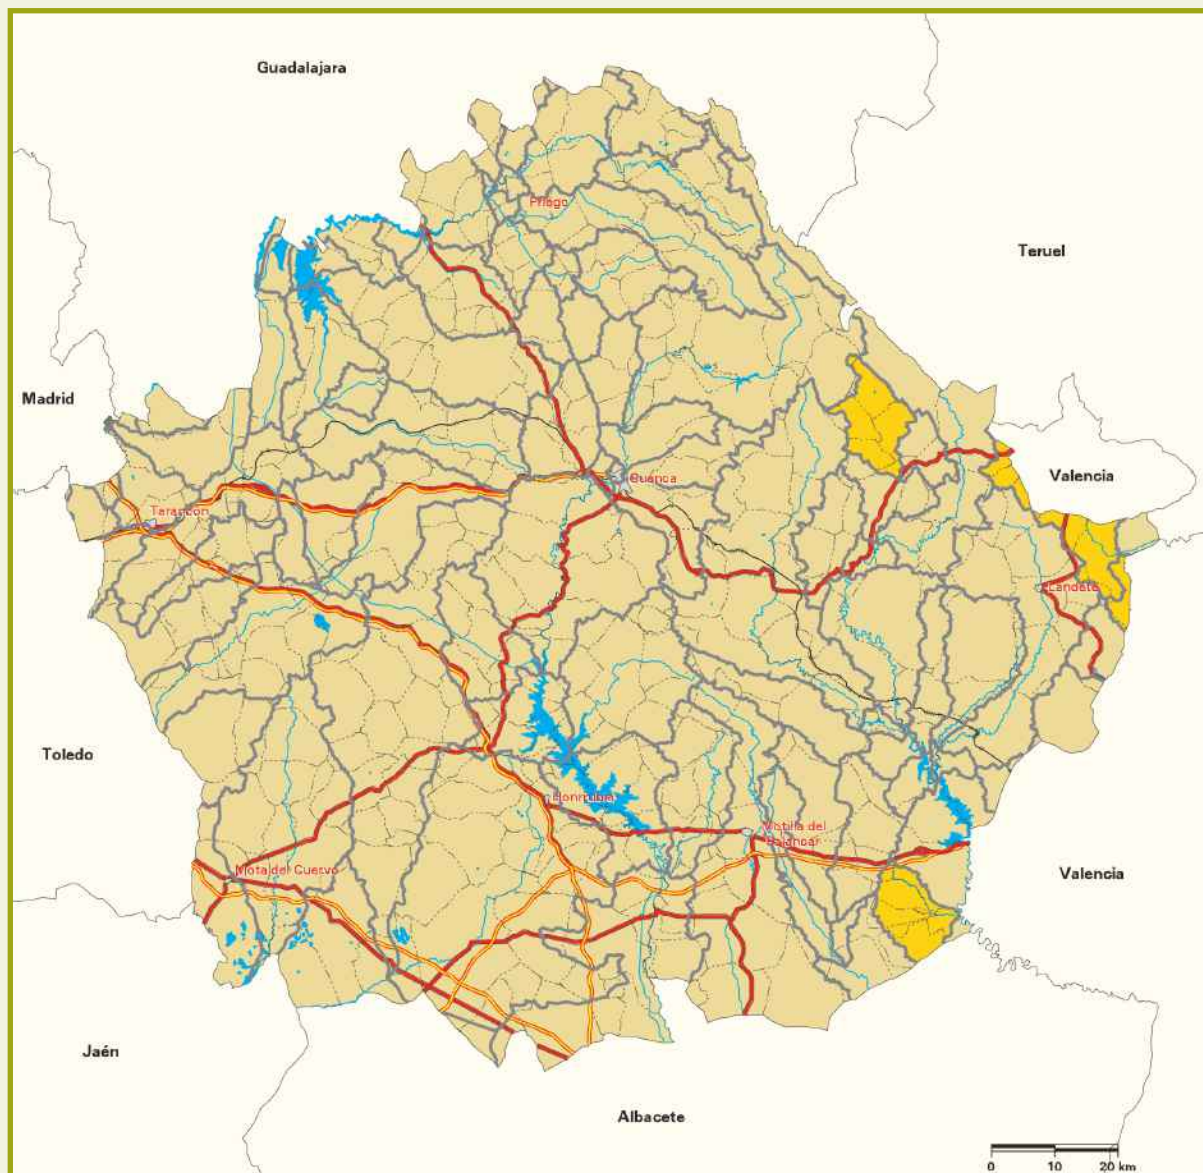 Guadalajara
Priego
Teruel
Madrid
Valencia
Cuenca
Tarancón
Landete
Toledo
Honrubia
Motilla del
Palancar
Mota del Cuervo
Valencia
Jaén
Albacete
0 10 20 km